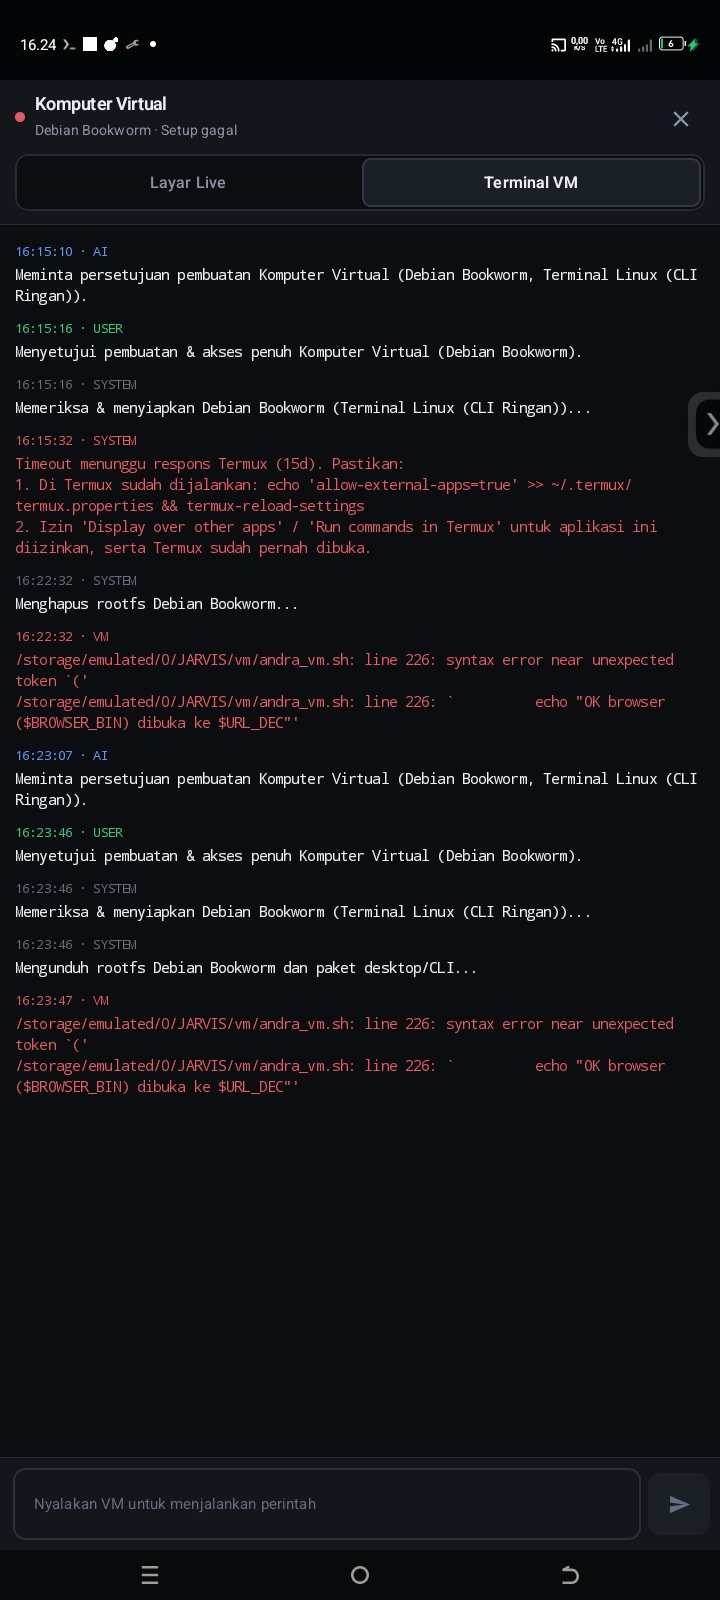 16.24
0,00
K/s
Vo
LTE
4G
6
Komputer Virtual
Debian Bookworm · Setup gagal
Layar Live
Terminal VM
16:15:10 · AI
Meminta persetujuan pembuatan Komputer Virtual (Debian Bookworm, Terminal Linux (CLI
Ringan)).
16:15:16 · USER
Menyetujui pembuatan & akses penuh Komputer Virtual (Debian Bookworm).
16:15:16 · SYSTEM
Memeriksa & menyiapkan Debian Bookworm (Terminal Linux (CLI Ringan))...
16:15:32 · SYSTEM
Timeout menunggu respons Termux (15d). Pastikan:
1. Di Termux sudah dijalankan: echo 'allow-external-apps=true' >> ~/.termux/
termux.properties && termux-reload-settings
2. Izin 'Display over other apps' / 'Run commands in Termux' untuk aplikasi ini
diizinkan, serta Termux sudah pernah dibuka.
16:22:32 · SYSTEM
Menghapus rootfs Debian Bookworm...
16:22:32 · VM
/storage/emulated/0/JARVIS/vm/andra_vm.sh: line 226: syntax error near unexpected
token `('
/storage/emulated/0/JARVIS/vm/andra_vm.sh: line 226: `          echo "OK browser
($BROWSER_BIN) dibuka ke $URL_DEC"'
16:23:07 · AI
Meminta persetujuan pembuatan Komputer Virtual (Debian Bookworm, Terminal Linux (CLI
Ringan)).
16:23:46 · USER
Menyetujui pembuatan & akses penuh Komputer Virtual (Debian Bookworm).
16:23:46 · SYSTEM
Memeriksa & menyiapkan Debian Bookworm (Terminal Linux (CLI Ringan))...
16:23:46 · SYSTEM
Mengunduh rootfs Debian Bookworm dan paket desktop/CLI...
16:23:47 · VM
/storage/emulated/0/JARVIS/vm/andra_vm.sh: line 226: syntax error near unexpected
token `('
/storage/emulated/0/JARVIS/vm/andra_vm.sh: line 226: `          echo "OK browser
($BROWSER_BIN) dibuka ke $URL_DEC"'
Nyalakan VM untuk menjalankan perintah